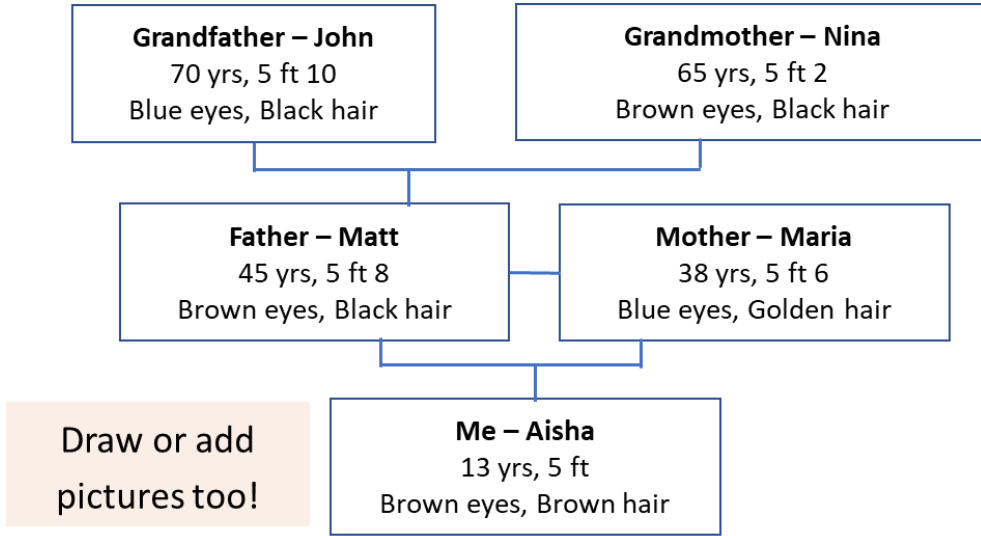 Grandfather – John
70 yrs, 5 ft 10
Blue eyes, Black hair
Grandmother – Nina
65 yrs, 5 ft 2
Brown eyes, Black hair
Father – Matt
45 yrs, 5 ft 8
Brown eyes, Black hair
Mother – Maria
38 yrs, 5 ft 6
Blue eyes, Golden hair
Draw or add
pictures too!
Me – Aisha
13 yrs, 5 ft
Brown eyes, Brown hair